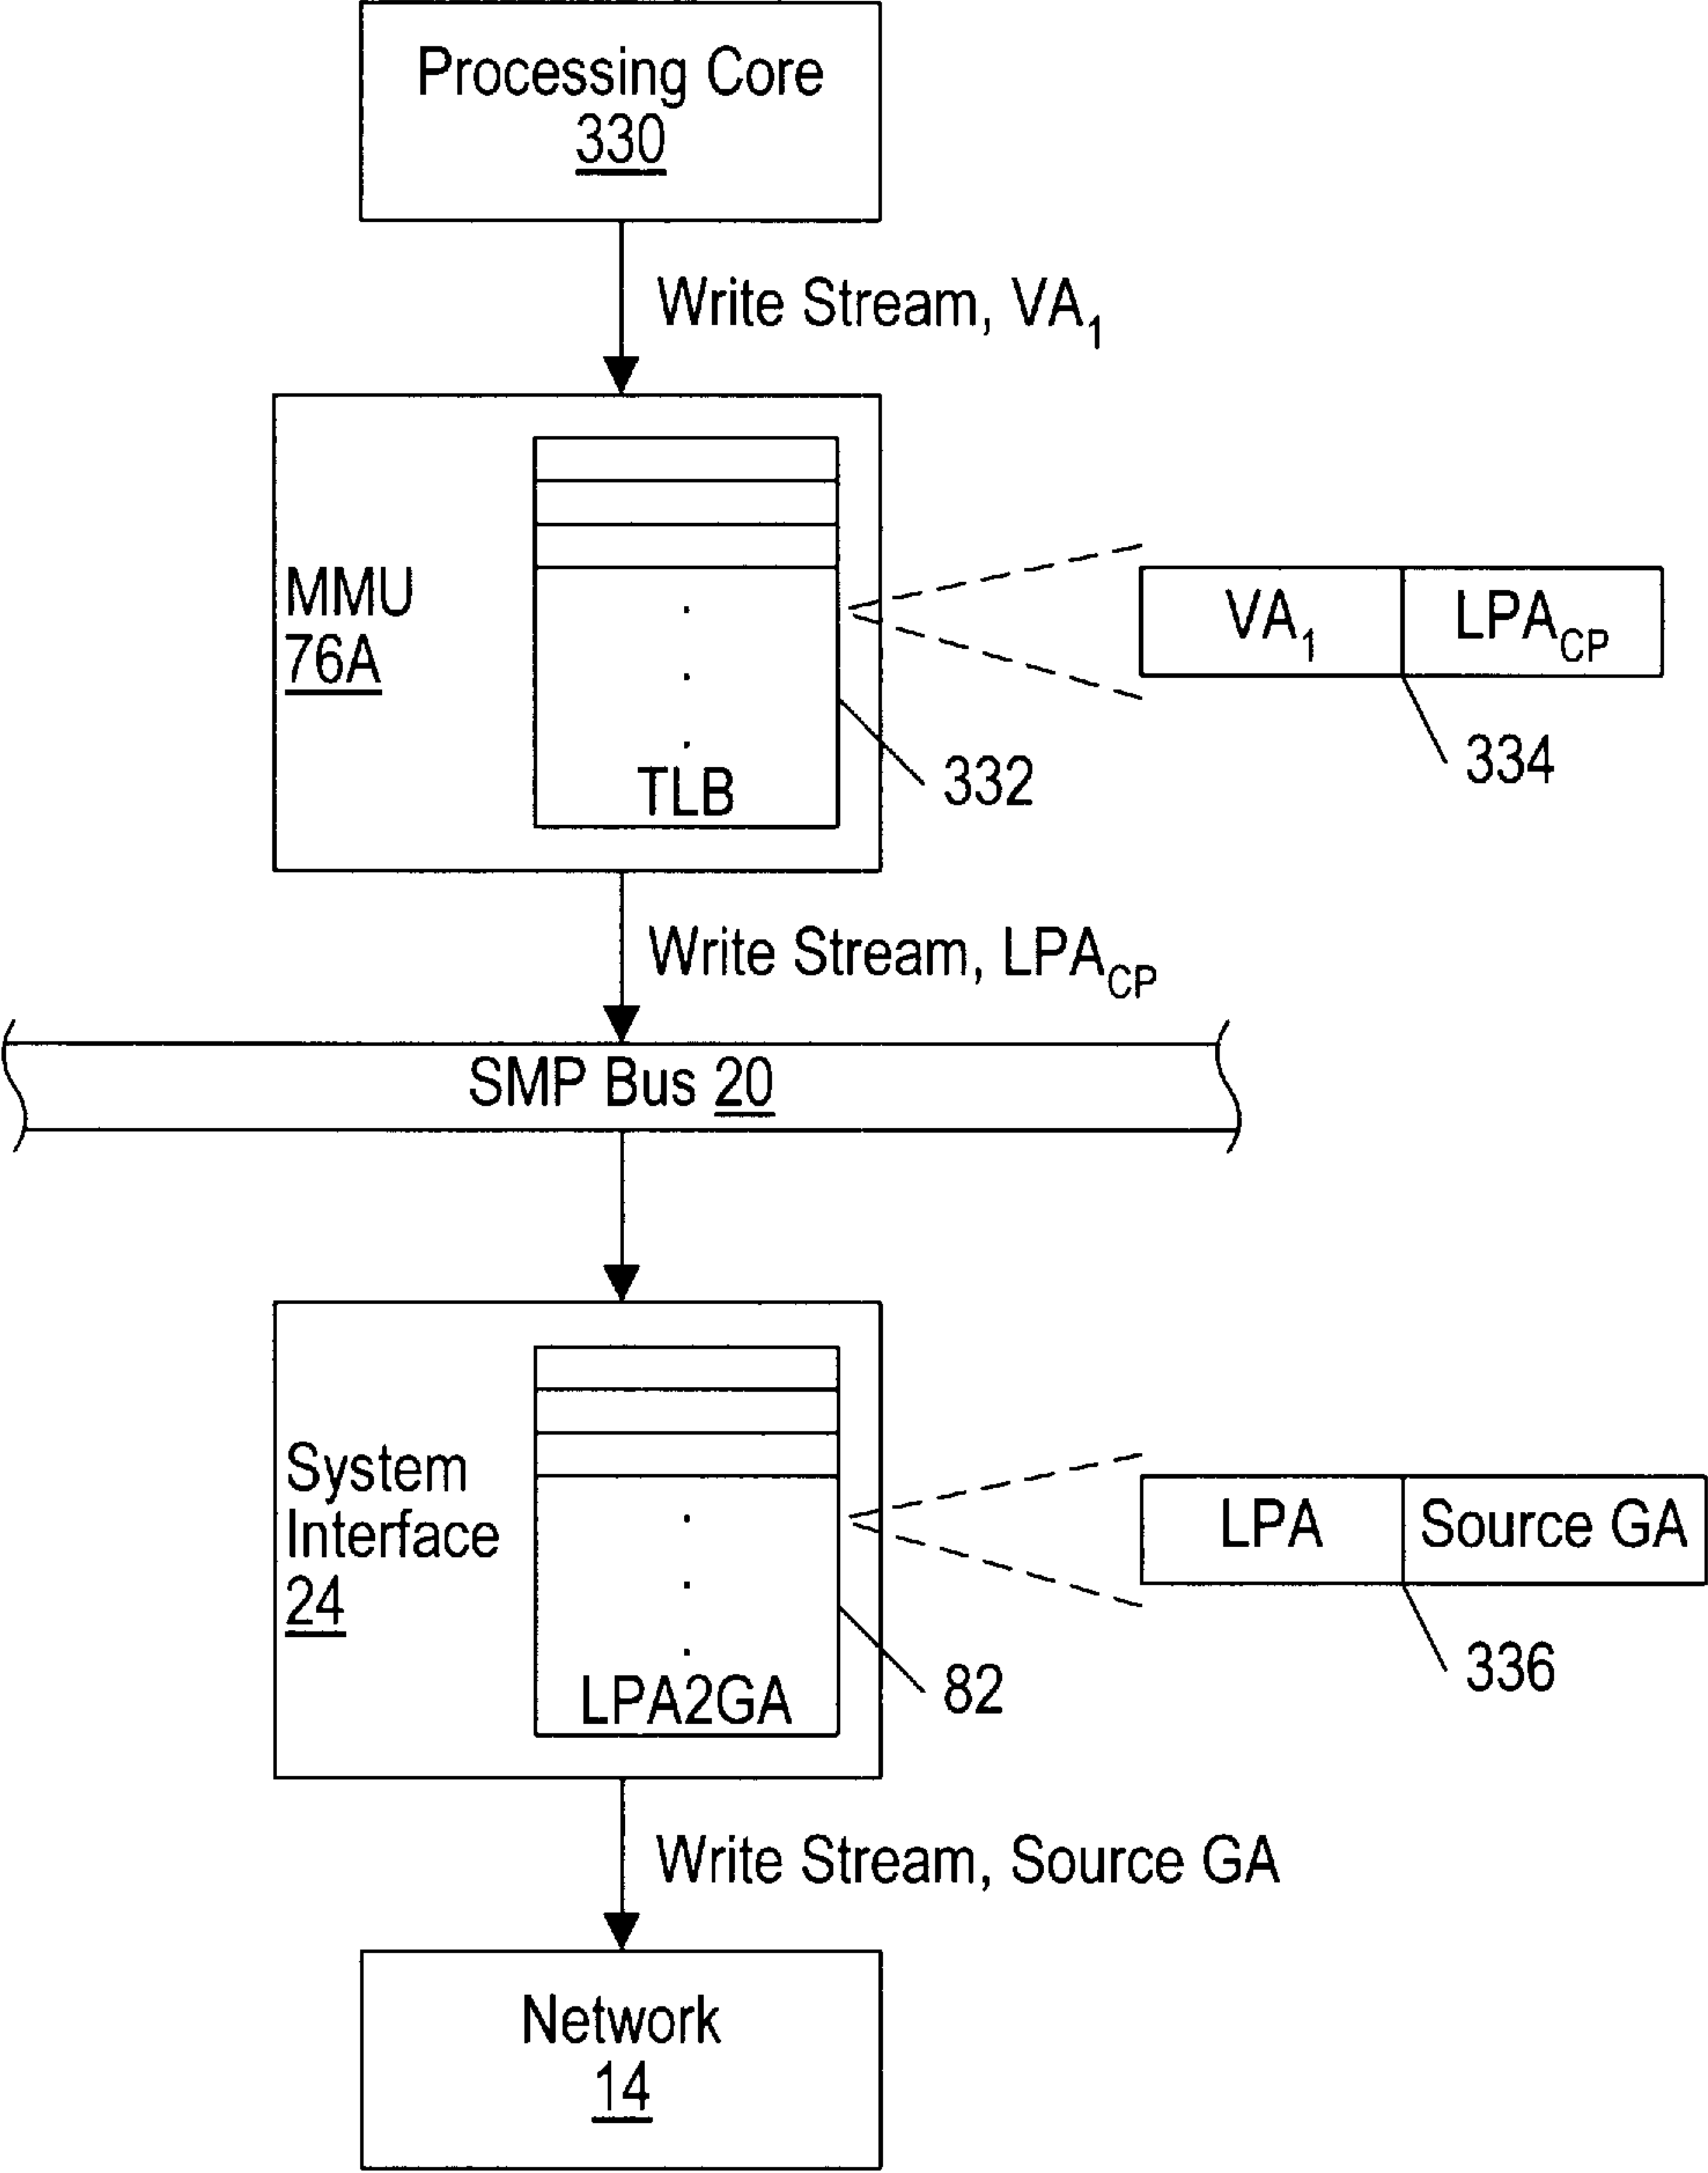 Processing Core
330
Write Stream, VA1
MMU
76A
TLB
332
VA1
LPACP
334
Write Stream, LPACP
SMP Bus 20
System
Interface
24
LPA2GA
82
LPA
Source GA
336
Write Stream, Source GA
Network
14